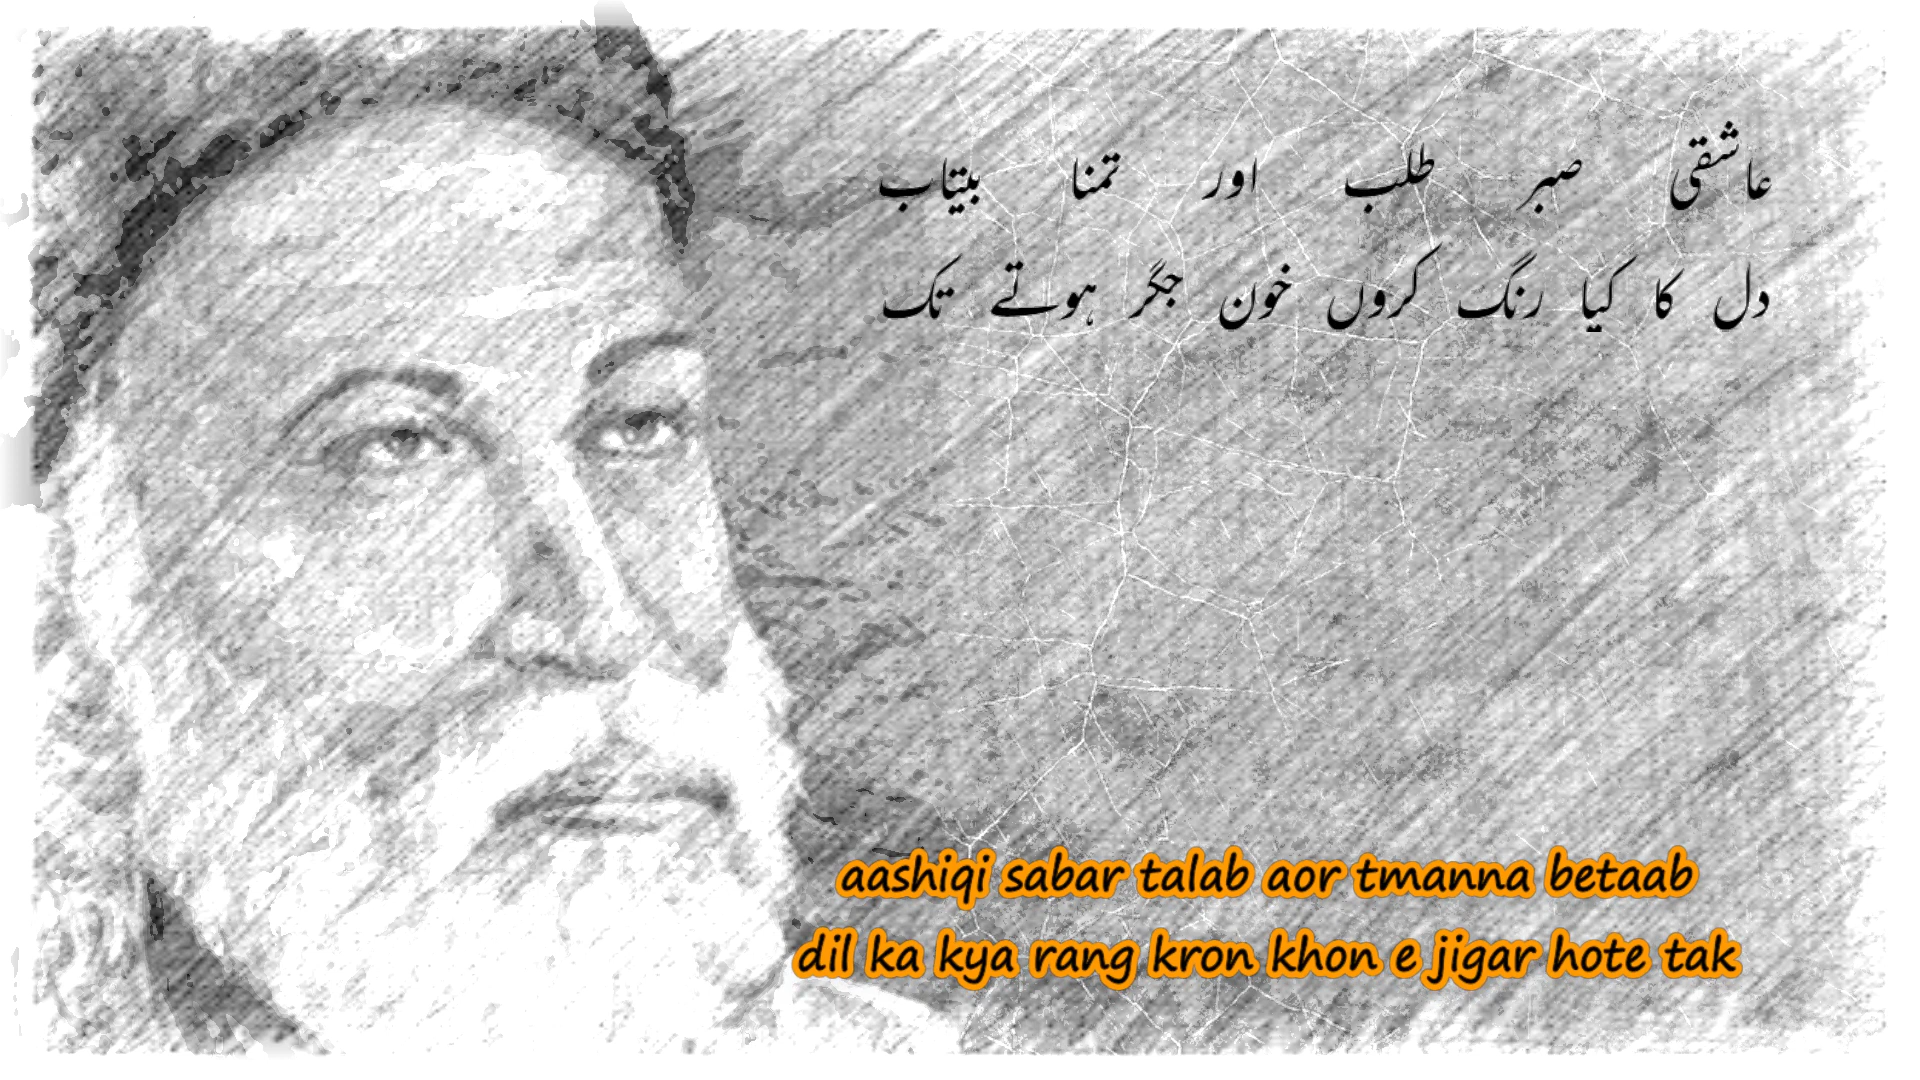 عاشقی صبر طلب اور تمنا بیتاب
دل کا کیا رنگ کروں خون جگر ہوتے تک
aashiqi sabar talab aor tmanna betaab
dil ka kya rang kron khon e jigar hote tak